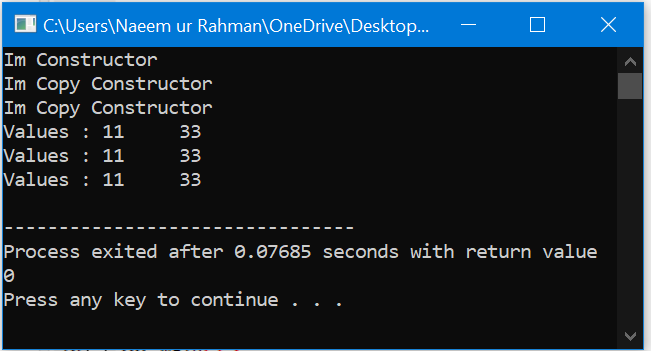 C:\Users\Naeem ur Rahman\OneDrive\Desktop...
Im Constructor
Im Copy Constructor
Im Copy Constructor
Values : 11     33
Values : 11     33
Values : 11     33
--------------------------------
Process exited after 0.07685 seconds with return value
0
Press any key to continue . . .